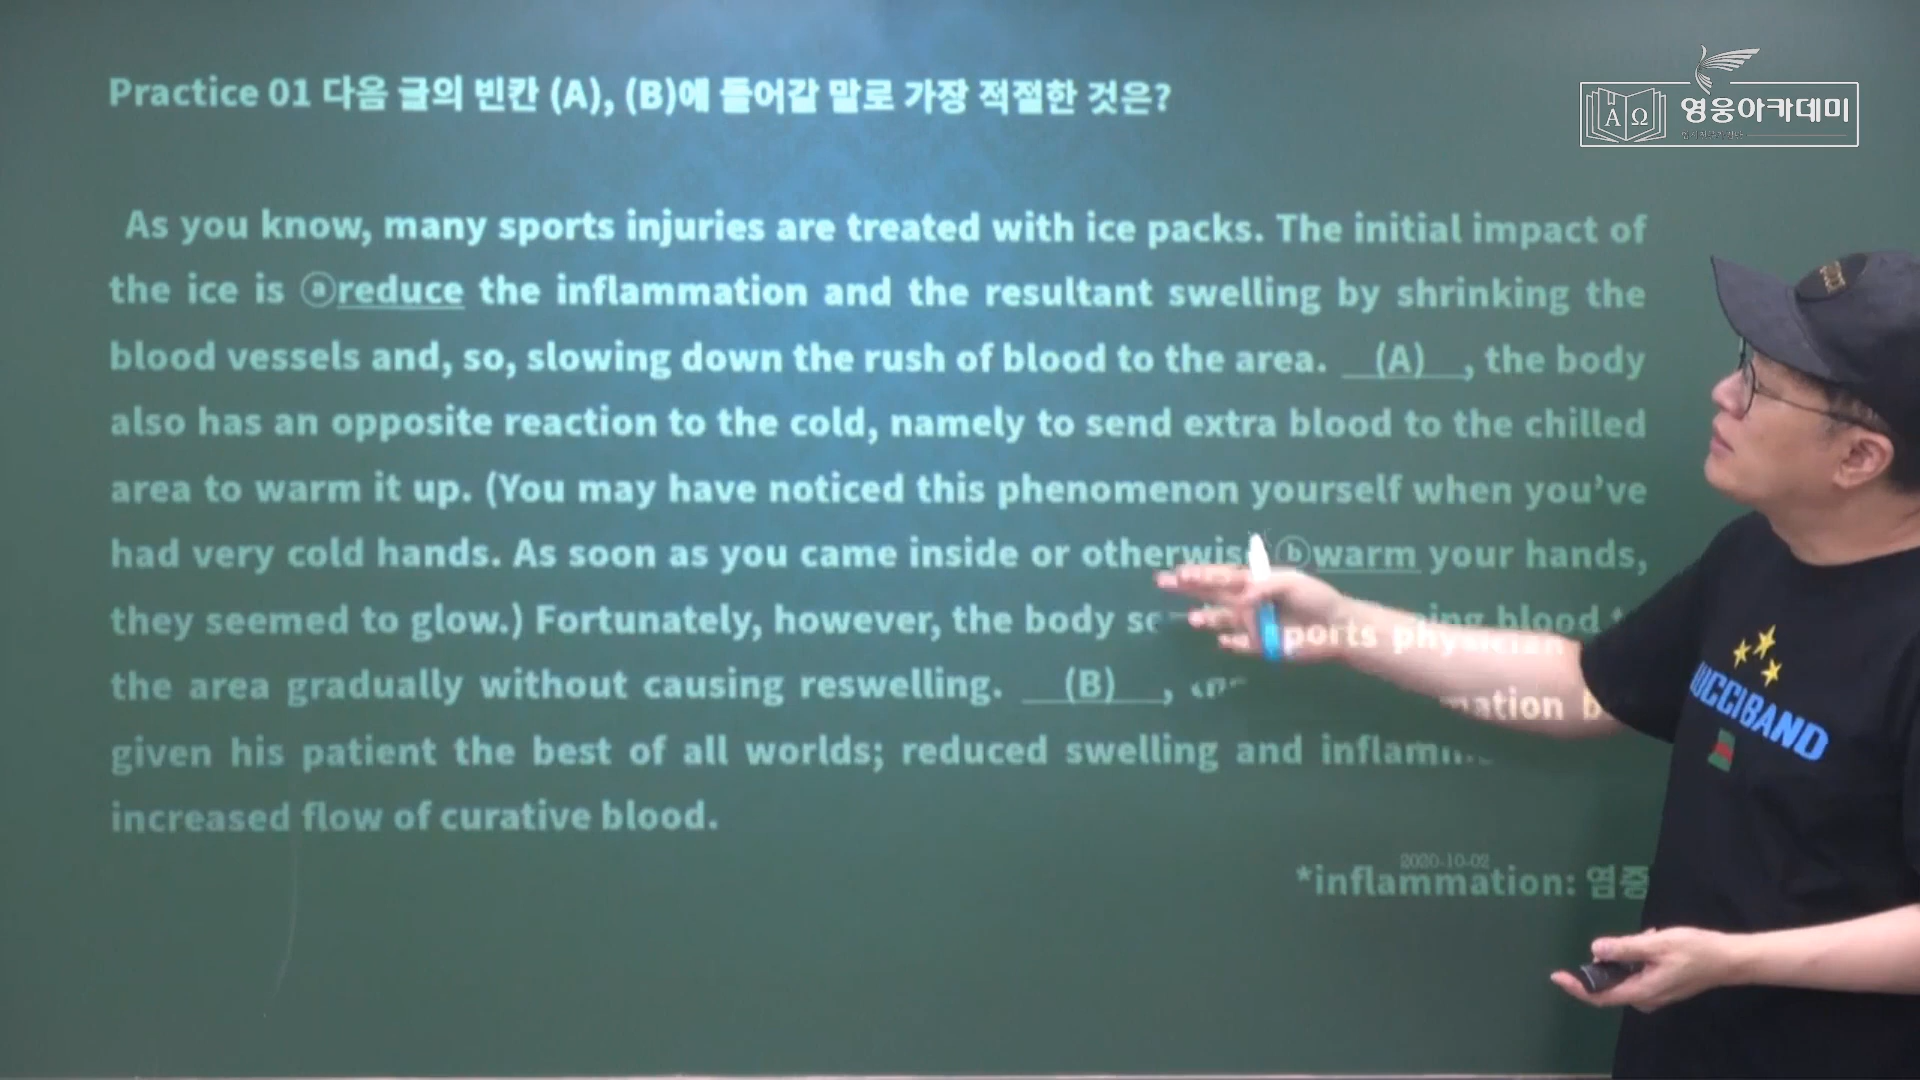 Practice 01 다음 글의 빈칸 (A), (B)에 들어갈 말로 가장 적절한 것은?
영웅아카데미
A Ω
As you know, many sports injuries are treated with ice packs. The initial impact of
the ice is ⓐreduce the inflammation and the resultant swelling by shrinking the
blood vessels and, so, slowing down the rush of blood to the area. (A) , the body
also has an opposite reaction to the cold, namely to send extra blood to the chilled
area to warm it up. (You may have noticed this phenomenon yourself when you’ve
had very cold hands. As soon as you came inside or otherwise ⓑwarm your hands,
they seemed to glow.) Fortunately, however, the body blood
the area gradually without causing reswelling. (B) , sports physician
given his patient the best of all worlds; reduced swelling and
increased flow of curative blood.
2020-10-02
*inflammation: 염증
UCCIBAND